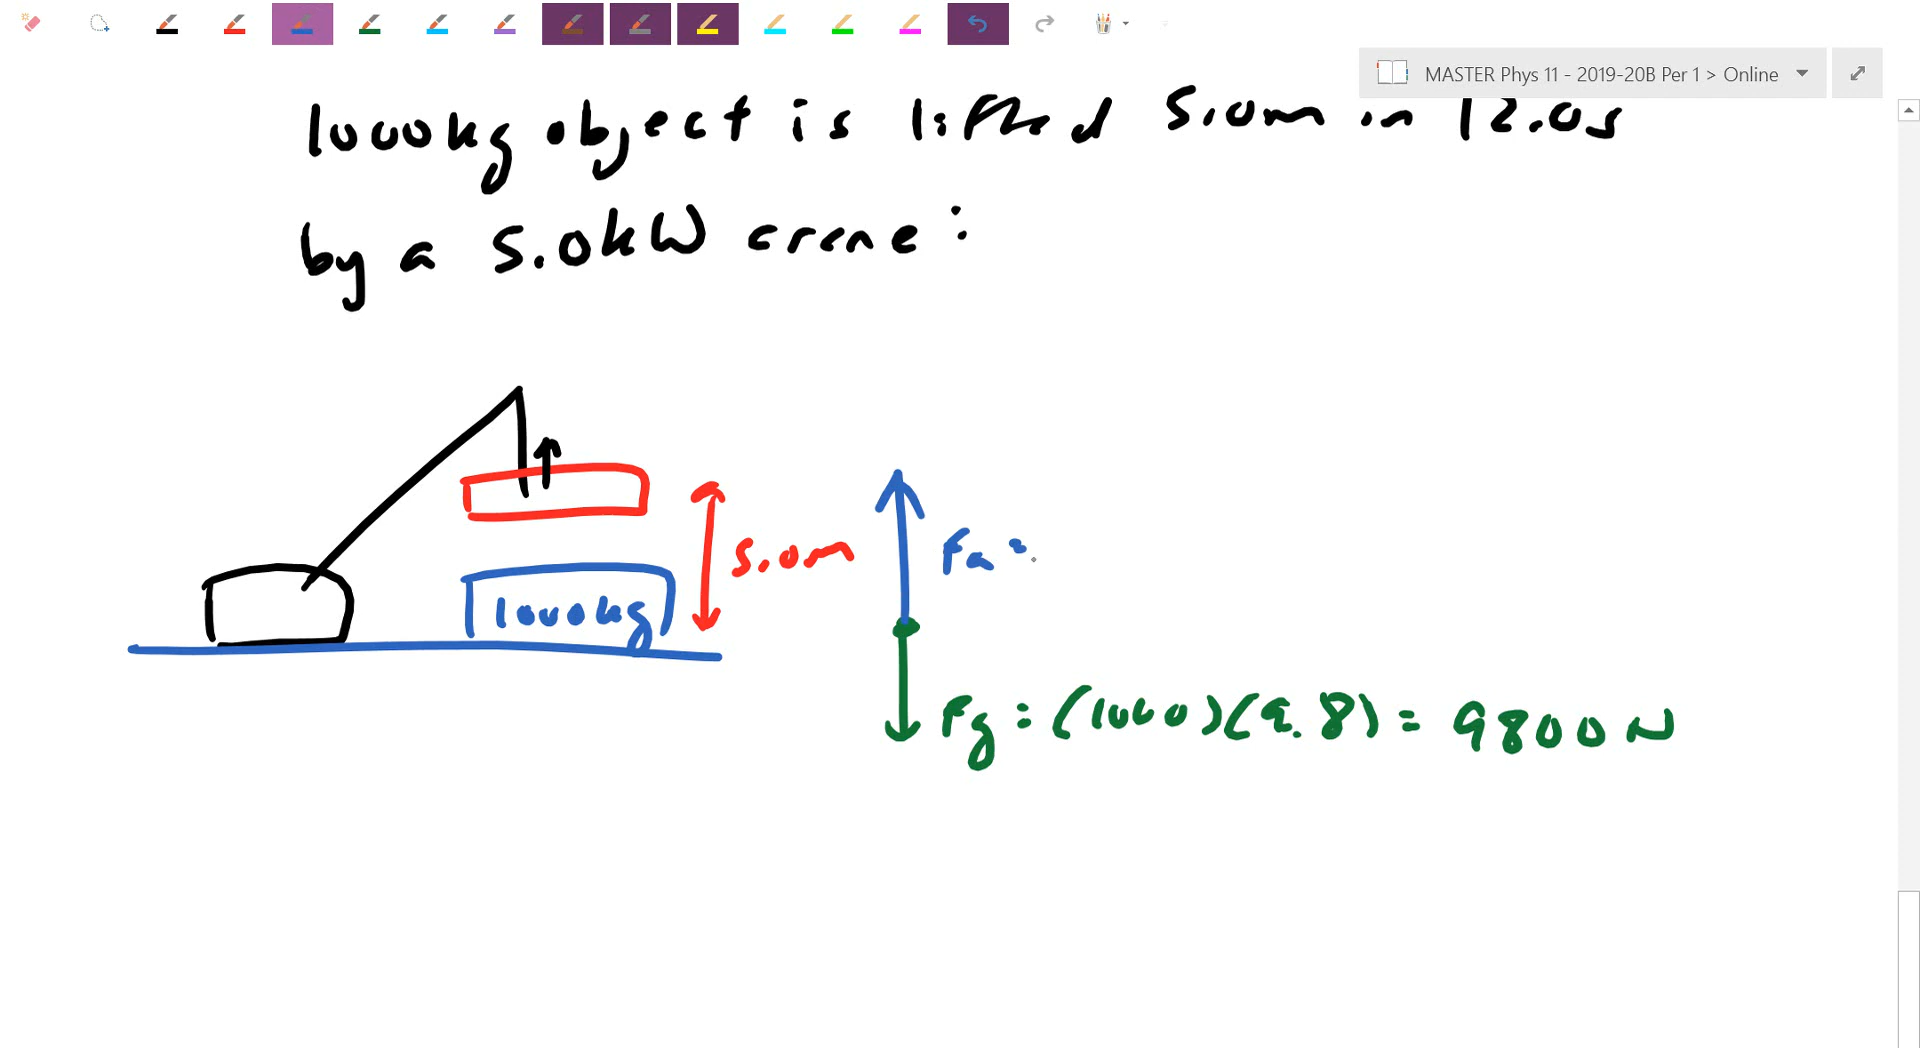 MASTER Phys 11 - 2019-20B Per 1 > Online
1000kg object is lifted 5.0m in 12.0s
by a 5.0kW crane:
5.0m
Fa =
1000kg
Fg = (1000)(9.8) = 9800N